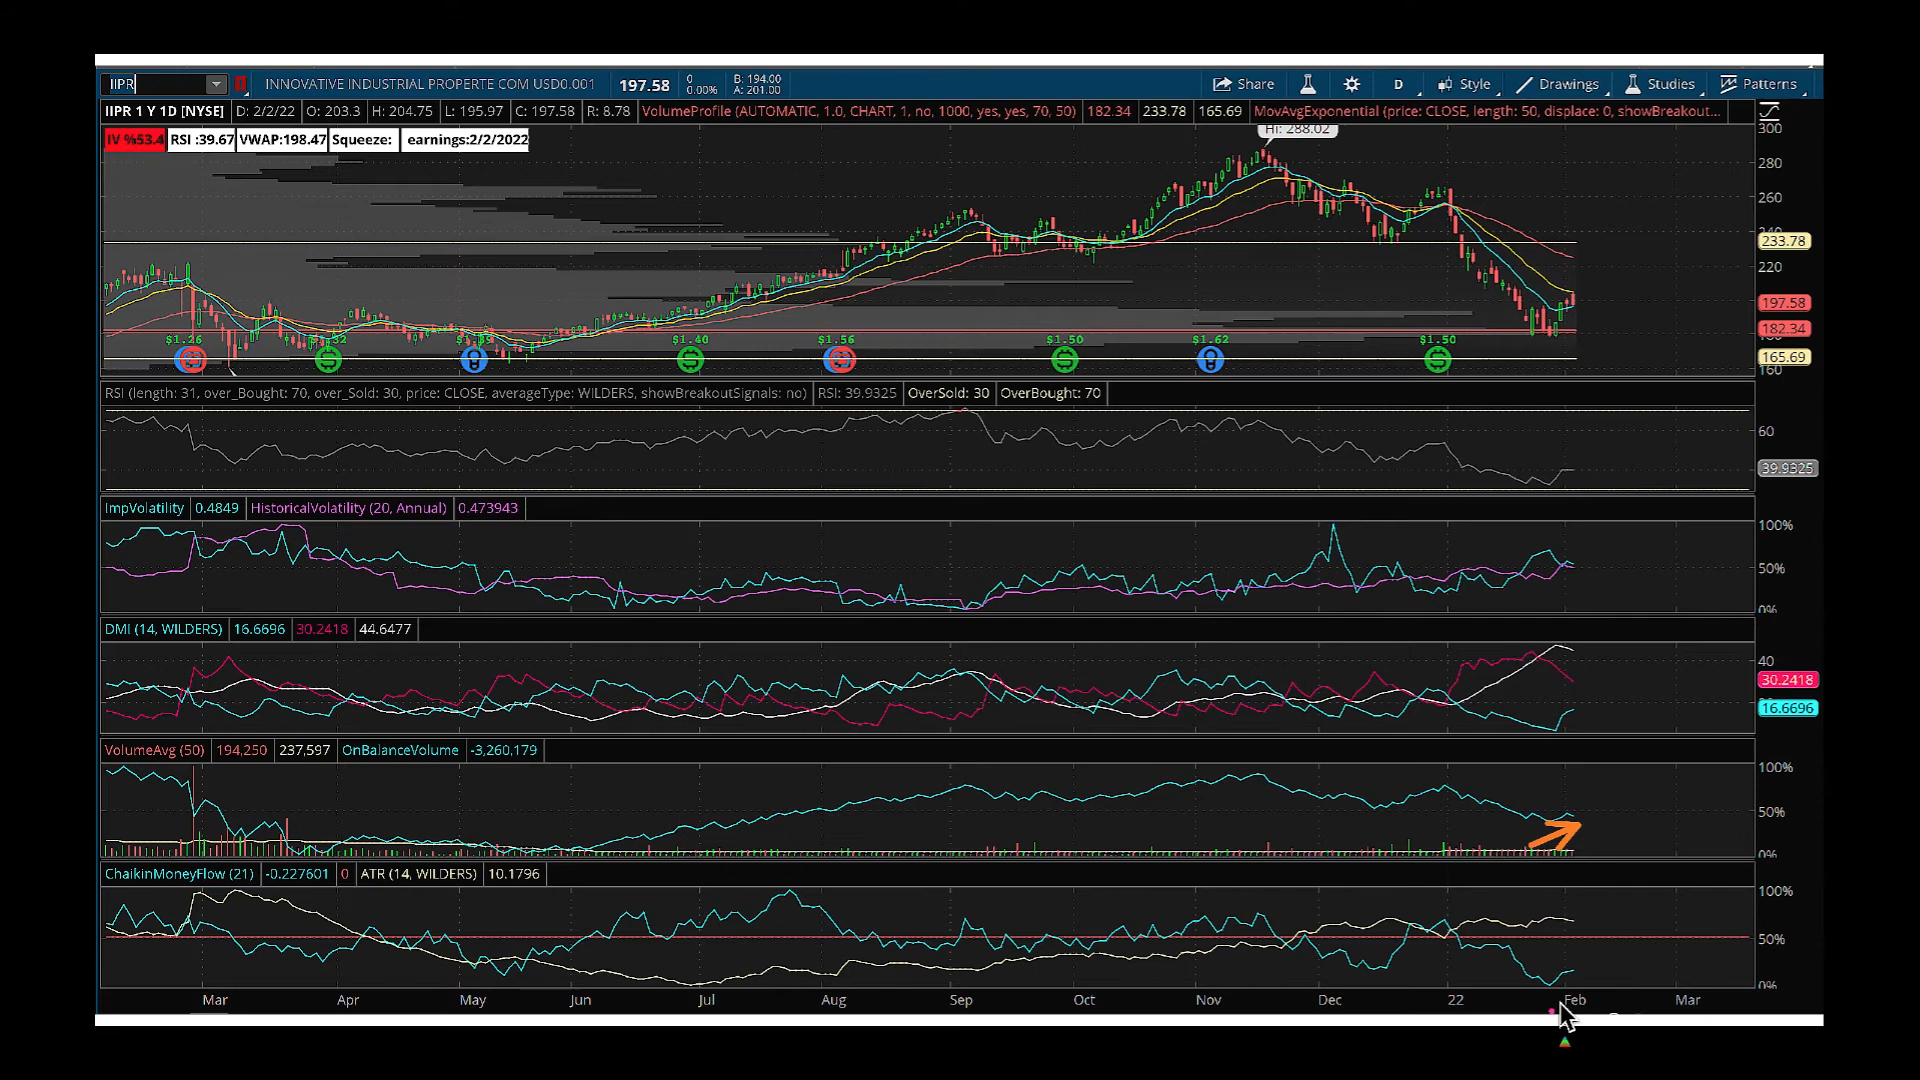 IIPR INNOVATIVE INDUSTRIAL PROPERTE COM USD0.001 197.58 0 0.00% B: 194.00 A: 201.00 Share D Style Drawings Studies Patterns
IIPR 1 Y 1D [NYSE] D: 2/2/22 O: 203.3 H: 204.75 L: 195.97 C: 197.58 R: 8.78 VolumeProfile (AUTOMATIC, 1.0, CHART, 1, no, 1000, yes, yes, 70, 50) 182.34 233.78 165.69 MovAvgExponential (price: CLOSE, length: 50, displace: 0, showBreakout...
IV %53.4 RSI :39.67 VWAP:198.47 Squeeze: earnings:2/2/2022
Hi: 288.02
300
280
260
240
233.78
220
197.58
182.34
165.69
160
$1.26 $1.40 $1.56 $1.50 $1.62 $1.50
RSI (length: 31, over_Bought: 70, over_Sold: 30, price: CLOSE, averageType: WILDERS, showBreakoutSignals: no) RSI: 39.9325 OverSold: 30 OverBought: 70
60
39.9325
ImpVolatility 0.4849 HistoricalVolatility (20, Annual) 0.473943
100%
50%
0%
DMI (14, WILDERS) 16.6696 30.2418 44.6477
40
30.2418
16.6696
VolumeAvg (50) 194,250 237,597 OnBalanceVolume -3,260,179
100%
50%
0%
ChaikinMoneyFlow (21) -0.227601 0 ATR (14, WILDERS) 10.1796
100%
50%
0%
Mar Apr May Jun Jul Aug Sep Oct Nov Dec 22 Feb Mar